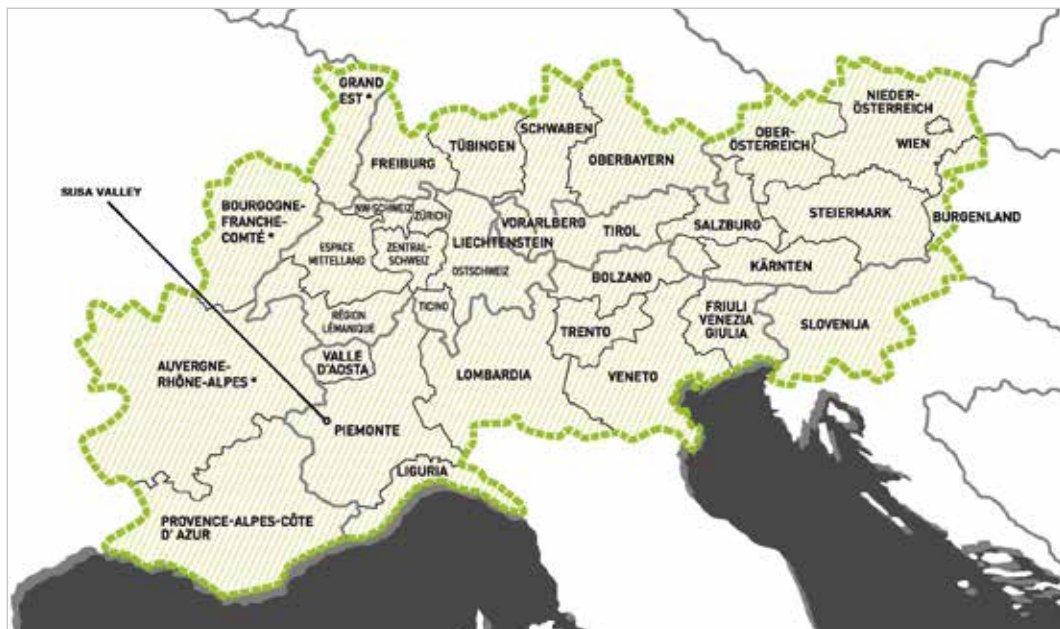 GRAND
EST *
NIEDER-
ÖSTERREICH
SCHWABEN
OBER-
ÖSTERREICH
TÜBINGEN
WIEN
FREIBURG
OBERBAYERN
SUSA VALLEY
BOURGOGNE-
FRANCHE-
COMTÉ *
NW-SCHWEIZ
ZÜRICH
VORARLBERG
TIROL
SALZBURG
STEIERMARK
BURGENLAND
ESPACE
MITTELLAND
ZENTRAL-
SCHWEIZ
LIECHTENSTEIN
OSTSCHWEIZ
BOLZANO
KÄRNTEN
RÉGION
LÉMANIQUE
TICINO
TRENTO
FRIULI
VENEZIA
GIULIA
SLOVENIJA
AUVERGNE-
RHÔNE-ALPES *
VALLE
D'AOSTA
LOMBARDIA
VENETO
PIEMONTE
LIGURIA
PROVENCE-ALPES-CÔTE
D' AZUR